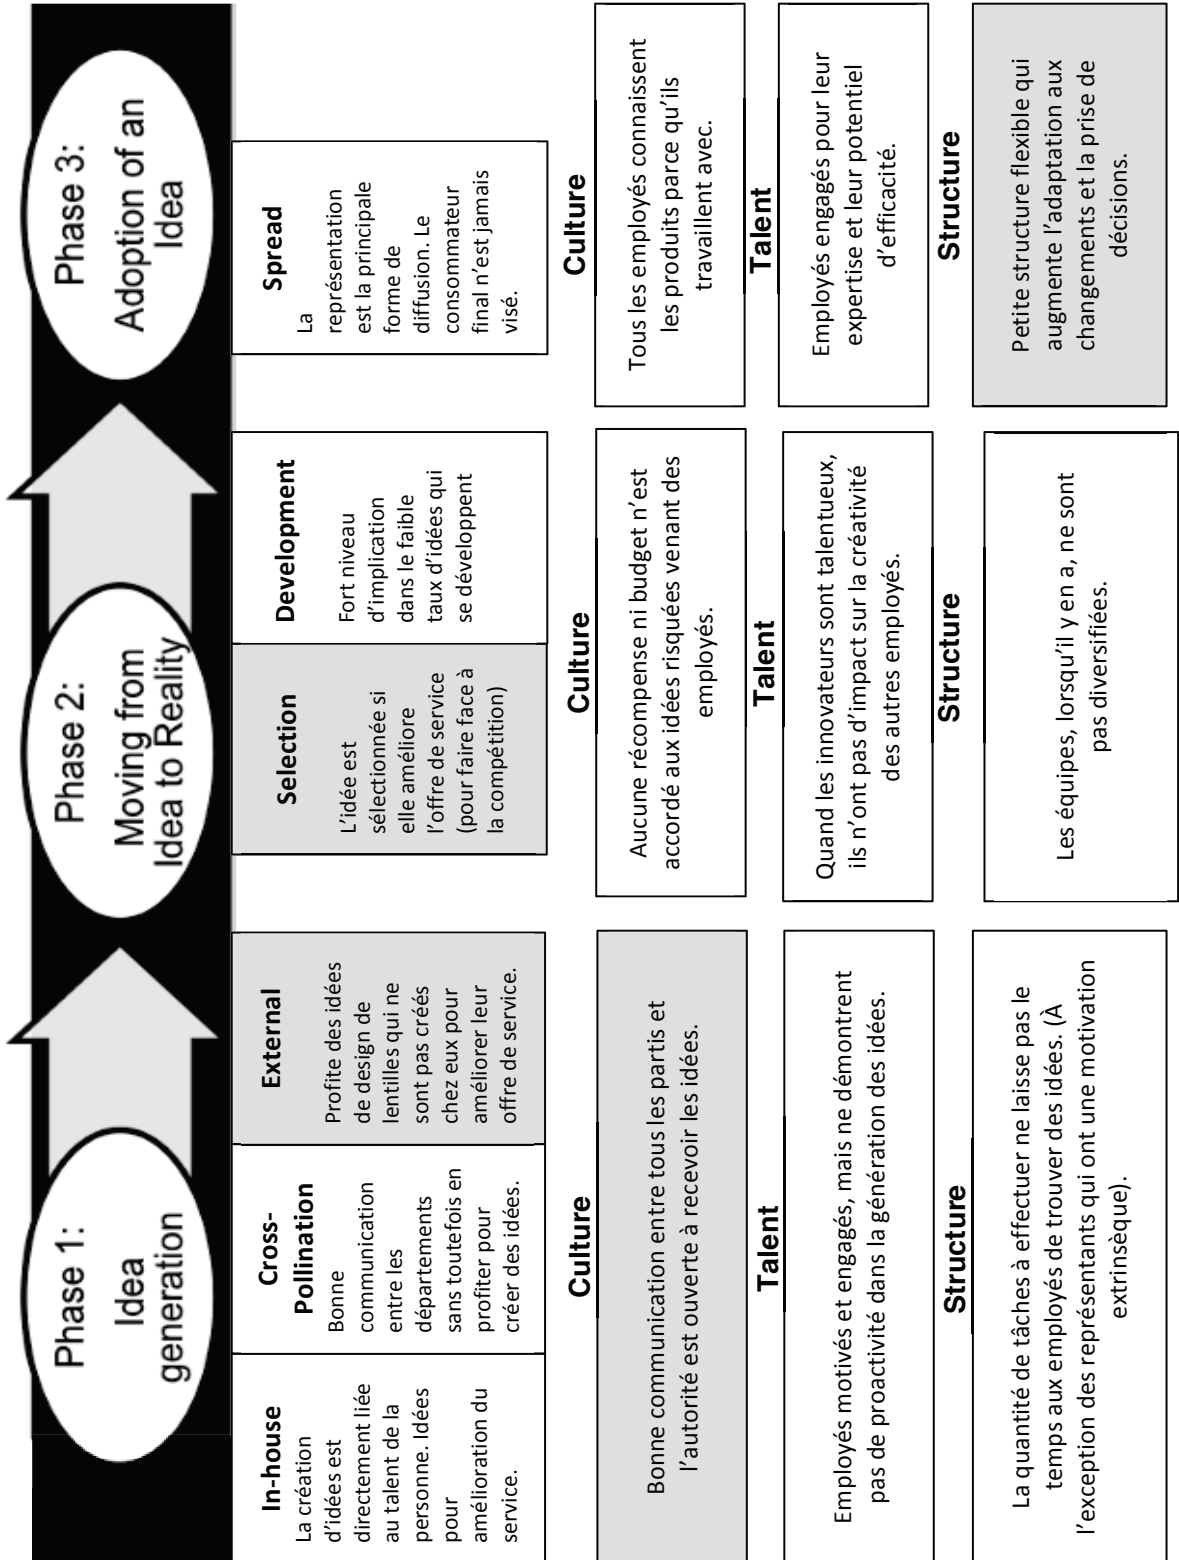 Phase 1:
Idea
generation
Phase 2:
Moving from
Idea to Reality
Phase 3:
Adoption of an
Idea
In-house
La création
d'idées est
directement liée
au talent de la
personne. Idées
pour
amélioration du
service.
Cross-
Pollination
Bonne
communication
entre les
départements
sans toutefois en
profiter pour
créer des idées.
External
Profite des idées
de design de
lentilles qui ne
sont pas créés
chez eux pour
améliorer leur
offre de service.
Selection
L'idée est
sélectionnée si
elle améliore
l'offre de service
(pour faire face à
la compétition)
Development
Fort niveau
d'implication
dans le faible
taux d'idées qui
se développent
Spread
La
représentation
est la principale
forme de
diffusion. Le
consommateur
final n'est jamais
visé.
Culture
Bonne communication entre tous les partis et
l'autorité est ouverte à recevoir les idées.
Talent
Employés motivés et engagés, mais ne démontrent
pas de proactivité dans la génération des idées.
Structure
La quantité de tâches à effectuer ne laisse pas le
temps aux employés de trouver des idées. (À
l'exception des représentants qui ont une motivation
extrinsèque).
Culture
Aucune récompense ni budget n'est
accordé aux idées risquées venant des
employés.
Talent
Quand les innovateurs sont talentueux,
ils n'ont pas d'impact sur la créativité
des autres employés.
Structure
Les équipes, lorsqu'il y en a, ne sont
pas diversifiées.
Culture
Tous les employés connaissent
les produits parce qu'ils
travaillent avec.
Talent
Employés engagés pour leur
expertise et leur potentiel
d'efficacité.
Structure
Petite structure flexible qui
augmente l'adaptation aux
changements et la prise de
décisions.